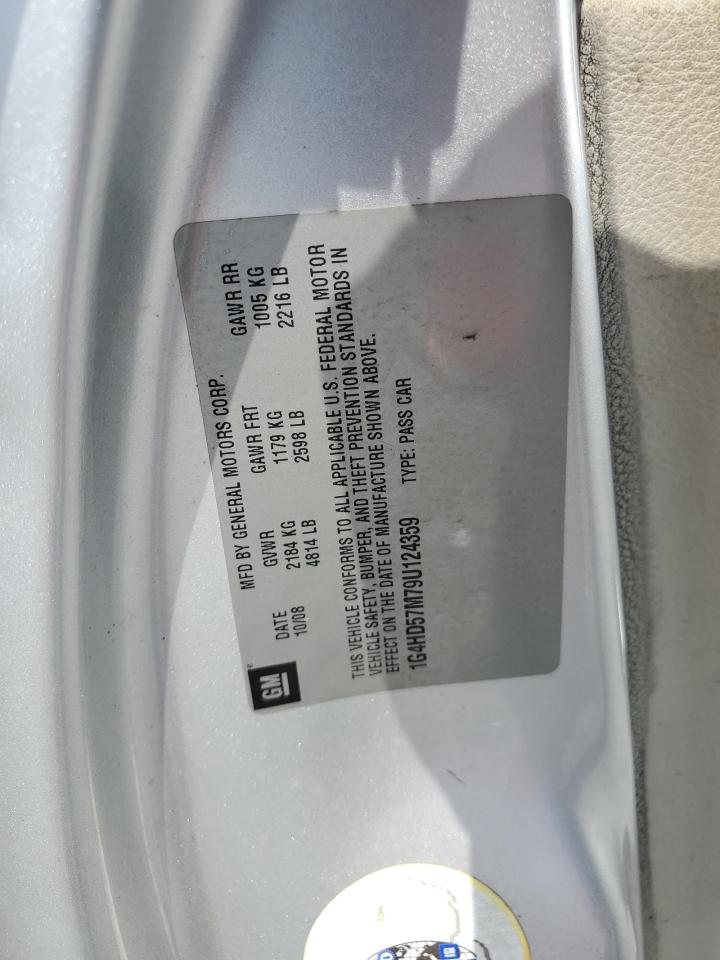 GM
MFD BY GENERAL MOTORS CORP.
DATE GVWR GAWR FRT GAWR RR
10/08 2184 KG 1179 KG 1005 KG
4814 LB 2598 LB 2216 LB
THIS VEHICLE CONFORMS TO ALL APPLICABLE U.S. FEDERAL MOTOR
VEHICLE SAFETY, BUMPER, AND THEFT PREVENTION STANDARDS IN
EFFECT ON THE DATE OF MANUFACTURE SHOWN ABOVE.
1G4HD57M79U124359 TYPE: PASS CAR